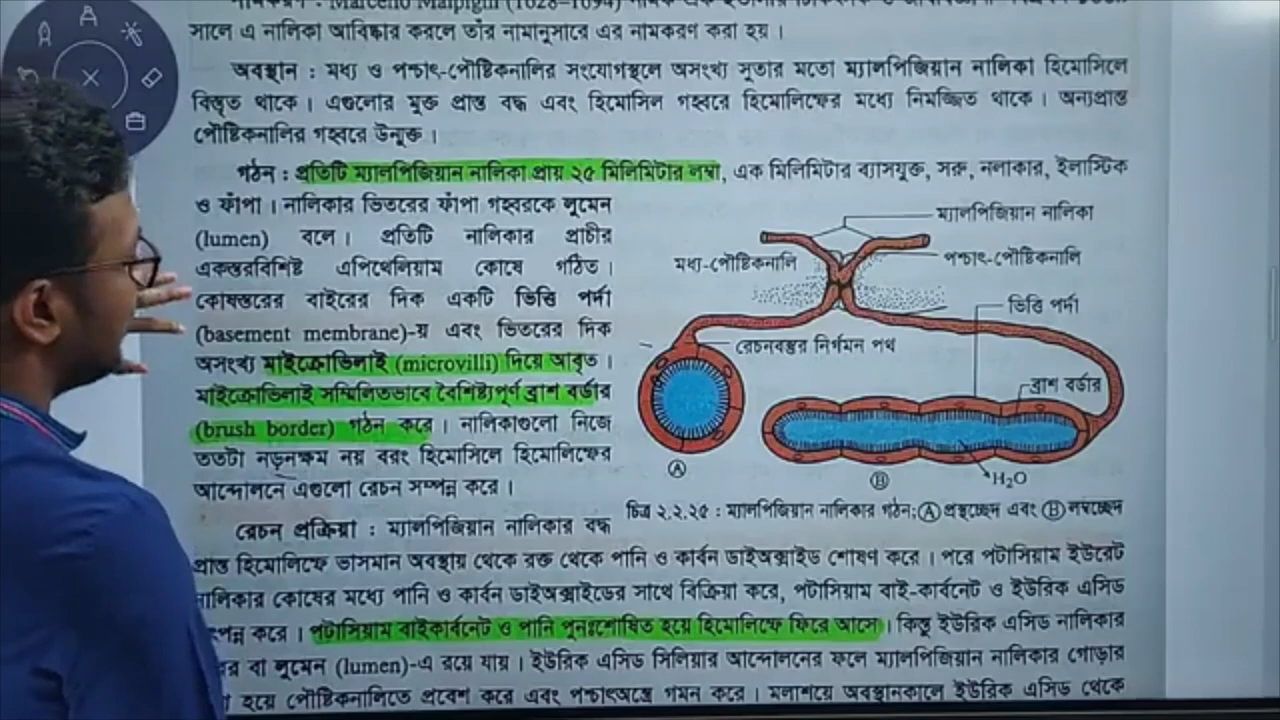 নামকরণ : Marcello Malpighi (1628-1694) নামক এক
সালে এ নালিকা আবিষ্কার করলে তাঁর নামানুসারে এর নামকরণ করা হয়।
অবস্থান : মধ্য ও পশ্চাৎ-পৌষ্টিকনালির সংযোগস্থলে অসংখ্য সুতার মতো ম্যালপিজিয়ান নালিকা হিমোসিলে
বিস্তৃত থাকে। এগুলোর মুক্ত প্রান্ত বদ্ধ এবং হিমোসিল গহ্বরে হিমোলিম্ফের মধ্যে নিমজ্জিত থাকে। অন্যপ্রান্ত
পৌষ্টিকনালির গহ্বরে উন্মুক্ত।
গঠন : প্রতিটি ম্যালপিজিয়ান নালিকা প্রায় ২৫ মিলিমিটার লম্বা, এক মিলিমিটার ব্যাসযুক্ত, সরু, নলাকার, ইলাস্টিক
ও ফাঁপা। নালিকার ভিতরের ফাঁপা গহ্বরকে লুমেন
(lumen) বলে। প্রতিটি নালিকার প্রাচীর
একস্তরবিশিষ্ট এপিথেলিয়াম কোষে গঠিত।
কোষস্তরের বাইরের দিক একটি ভিত্তি পর্দা
(basement membrane)-য় এবং ভিতরের দিক
অসংখ্য মাইক্রোভিলাই (microvilli) দিয়ে আবৃত।
মাইক্রোভিলাই সম্মিলিতভাবে বৈশিষ্ট্যপূর্ণ ব্রাশ বর্ডার
(brush border) গঠন করে। নালিকাগুলো নিজে
ততটা নড়নক্ষম নয় বরং হিমোসিলে হিমোলিম্ফের
আন্দোলনে এগুলো রেচন সম্পন্ন করে।
ম্যালপিজিয়ান নালিকা
মধ্য-পৌষ্টিকনালি
পশ্চাৎ-পৌষ্টিকনালি
ভিত্তি পর্দা
রেচনবস্তুর নির্গমন পথ
ব্রাশ বর্ডার
A
B
H₂O
চিত্র ২.২.২৫ : ম্যালপিজিয়ান নালিকার গঠন; A প্রস্থচ্ছেদ এবং B লম্বচ্ছেদ
রেচন প্রক্রিয়া : ম্যালপিজিয়ান নালিকার বদ্ধ
প্রান্ত হিমোলিম্ফে ভাসমান অবস্থায় থেকে রক্ত থেকে পানি ও কার্বন ডাইঅক্সাইড শোষণ করে। পরে পটাসিয়াম ইউরেট
নালিকার কোষের মধ্যে পানি ও কার্বন ডাইঅক্সাইডের সাথে বিক্রিয়া করে, পটাসিয়াম বাই-কার্বনেট ও ইউরিক এসিড
করে। পটাসিয়াম বাইকার্বনেট ও পানি পুনঃশোষিত হয়ে হিমোলিম্ফে ফিরে আসে। কিন্তু ইউরিক এসিড নালিকার
বা লুমেন (lumen)-এ রয়ে যায়। ইউরিক এসিড সিলিয়ার আন্দোলনের ফলে ম্যালপিজিয়ান নালিকার গোড়ার
হয়ে পৌষ্টিকনালিতে প্রবেশ করে এবং পশ্চাৎঅন্ত্রে গমন করে। মলাশয়ে অবস্থানকালে ইউরিক এসিড থেকে